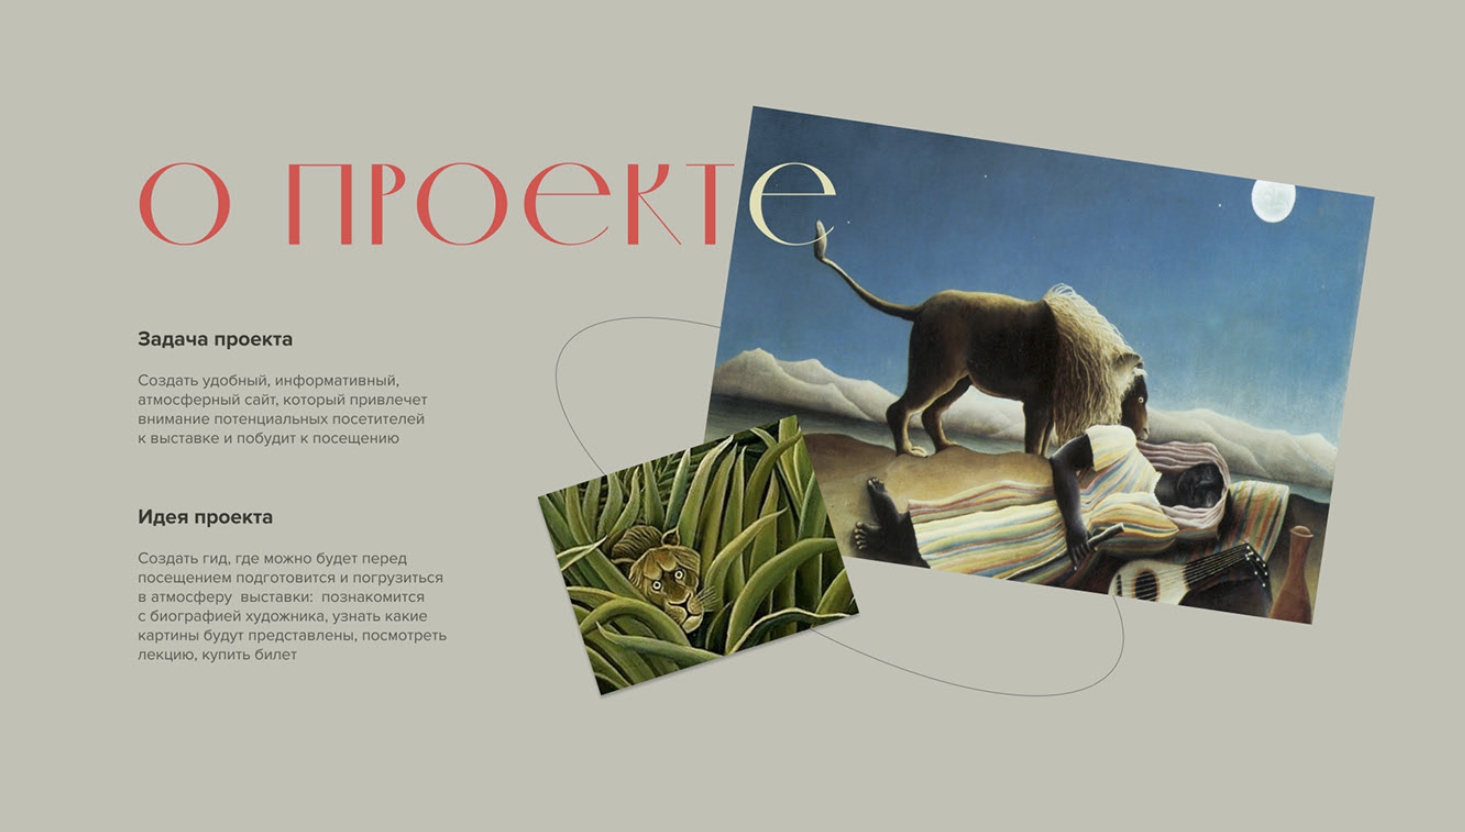 О ПРОЕКТЕ
Задача проекта
Создать удобный, информативный,
атмосферный сайт, который привлечет
внимание потенциальных посетителей
к выставке и побудит к посещению
Идея проекта
Создать гид, где можно будет перед
посещением подготовится и погрузиться
в атмосферу  выставки:  познакомится
с биографией художника, узнать какие
картины будут представлены, посмотреть
лекцию, купить билет